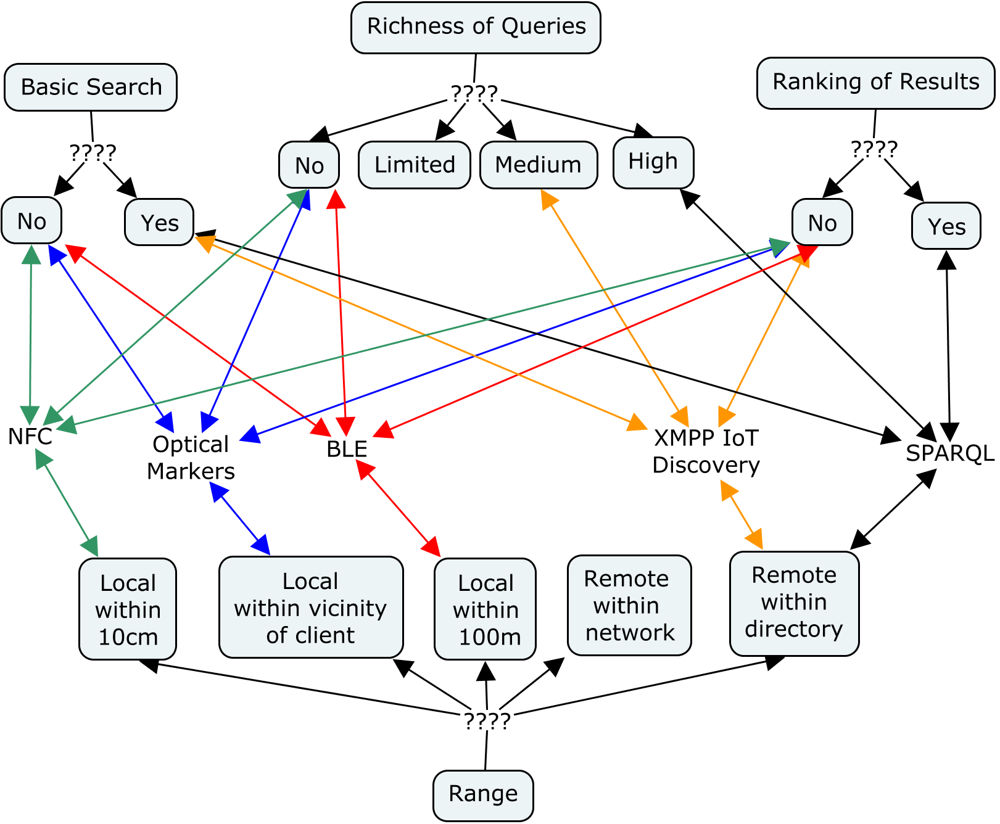 Richness of Queries
Basic Search
Ranking of Results
????
????
????
No
Limited
Medium
High
No
Yes
No
Yes
NFC
Optical
Markers
BLE
XMPP IoT
Discovery
SPARQL
Local
within
10cm
Local
within vicinity
of client
Local
within
100m
Remote
within
network
Remote
within
directory
????
Range